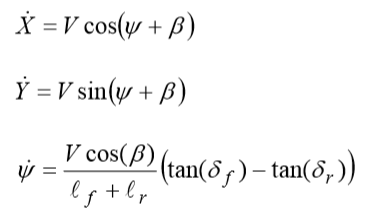 Ẋ = V cos(ψ + β)
Ẏ = V sin(ψ + β)
ψ̇ = V cos(β) / (ℓ_f + ℓ_r) (tan(δ_f) − tan(δ_r))